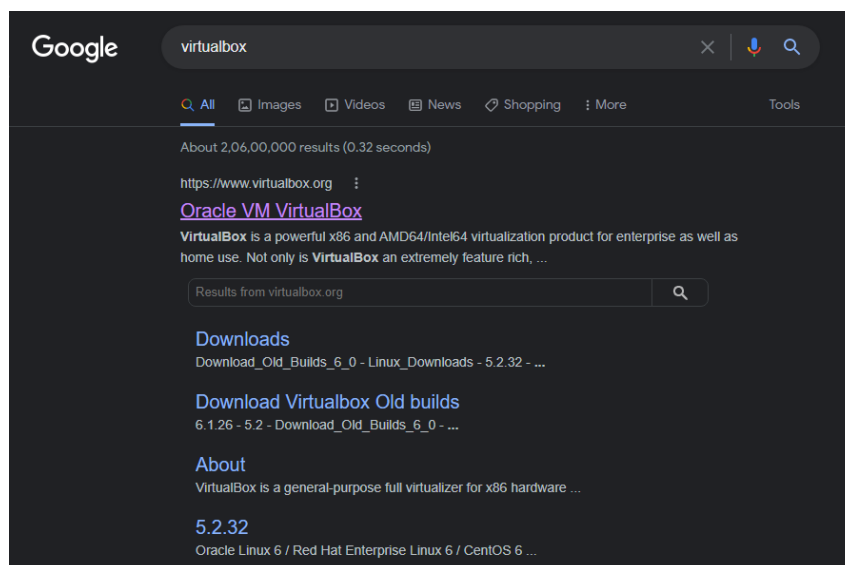 Google
virtualbox
All Images Videos News Shopping More Tools
About 2,06,00,000 results (0.32 seconds)
https://www.virtualbox.org
Oracle VM VirtualBox
VirtualBox is a powerful x86 and AMD64/Intel64 virtualization product for enterprise as well as
home use. Not only is VirtualBox an extremely feature rich, ...
Results from virtualbox.org
Downloads
Download_Old_Builds_6_0 - Linux_Downloads - 5.2.32 - ...
Download Virtualbox Old builds
6.1.26 - 5.2 - Download_Old_Builds_6_0 - ...
About
VirtualBox is a general-purpose full virtualizer for x86 hardware ...
5.2.32
Oracle Linux 6 / Red Hat Enterprise Linux 6 / CentOS 6 ...